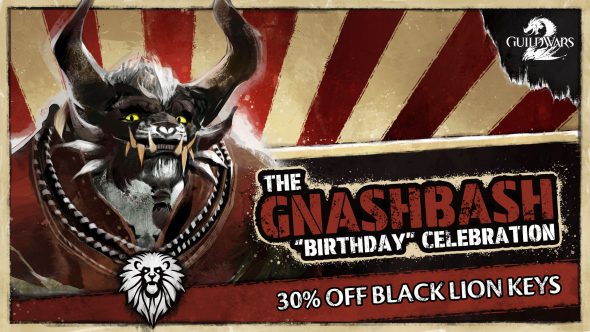 GUILD WARS
2
THE
GNASHBASH
"BIRTHDAY" CELEBRATION
30% OFF BLACK LION KEYS